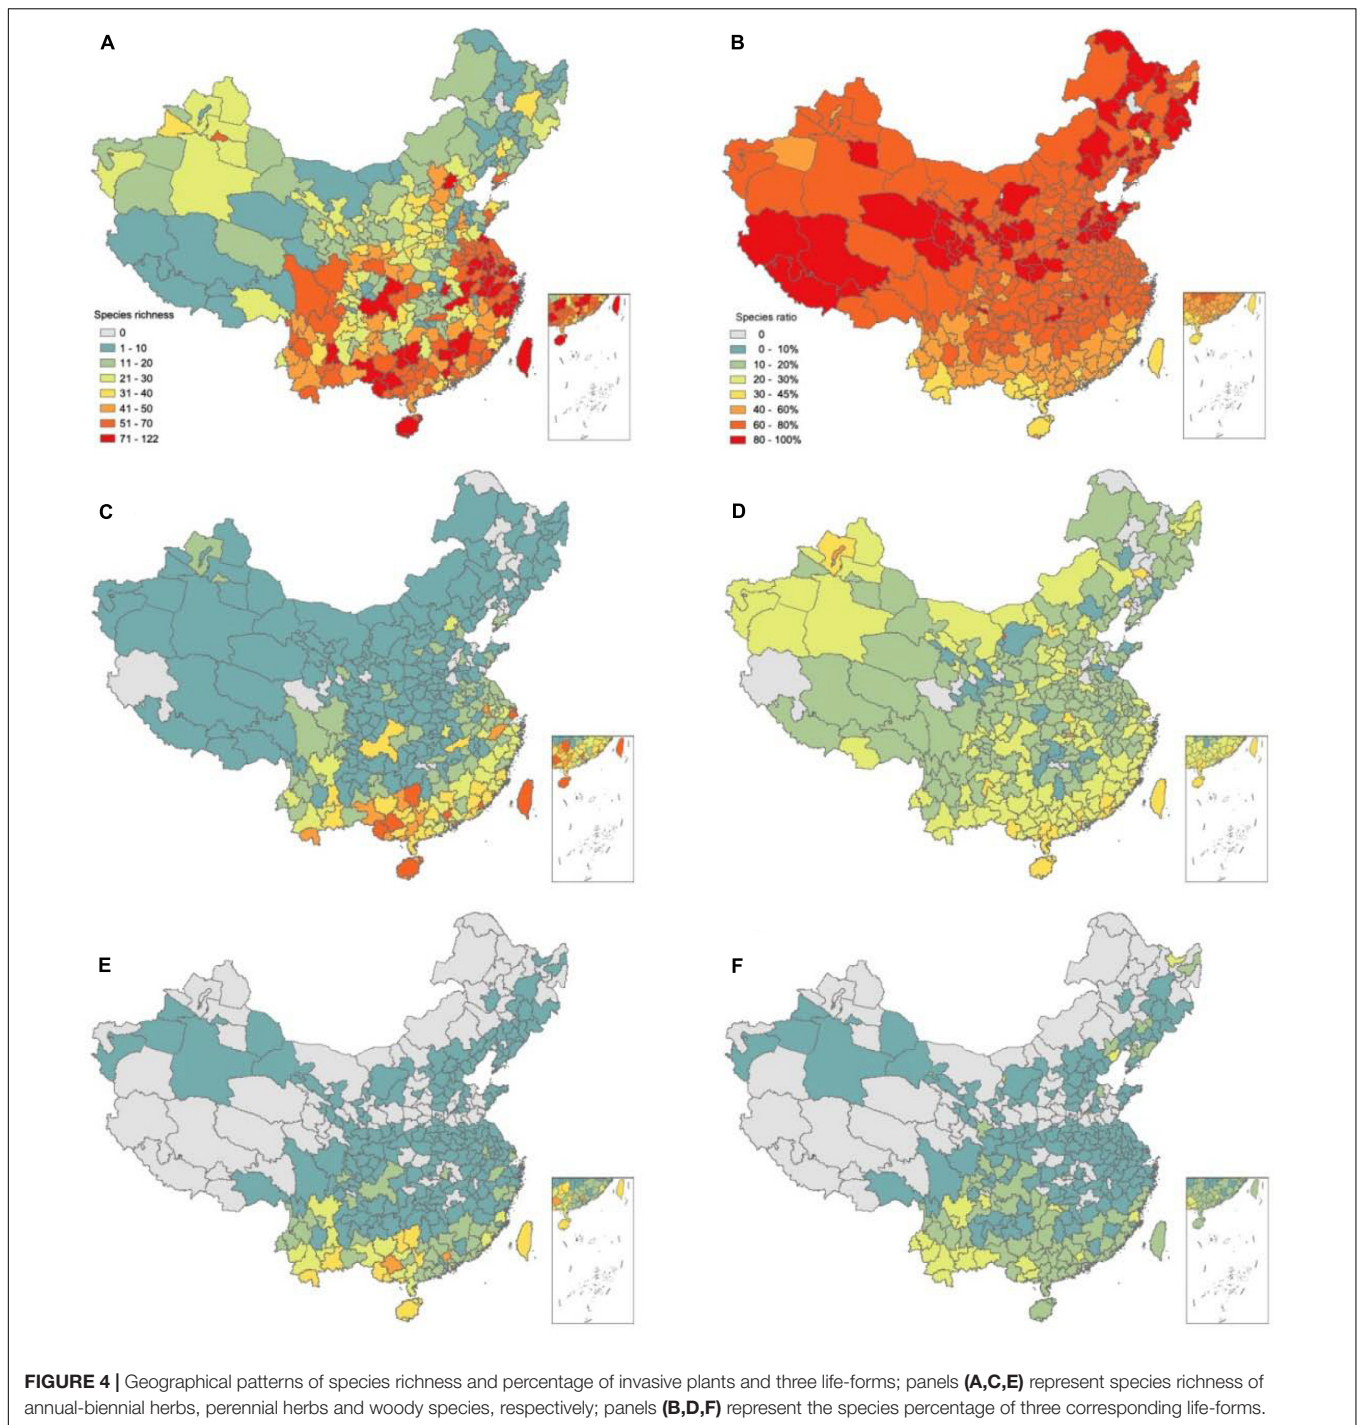 A
B
Species richness
0
1 - 10
11 - 20
21 - 30
31 - 40
41 - 50
51 - 70
71 - 122
Species ratio
0
0 - 10%
10 - 20%
20 - 30%
30 - 45%
40 - 60%
60 - 80%
80 - 100%
C
D
E
F
FIGURE 4 | Geographical patterns of species richness and percentage of invasive plants and three life-forms; panels (A,C,E) represent species richness of
annual-biennial herbs, perennial herbs and woody species, respectively; panels (B,D,F) represent the species percentage of three corresponding life-forms.